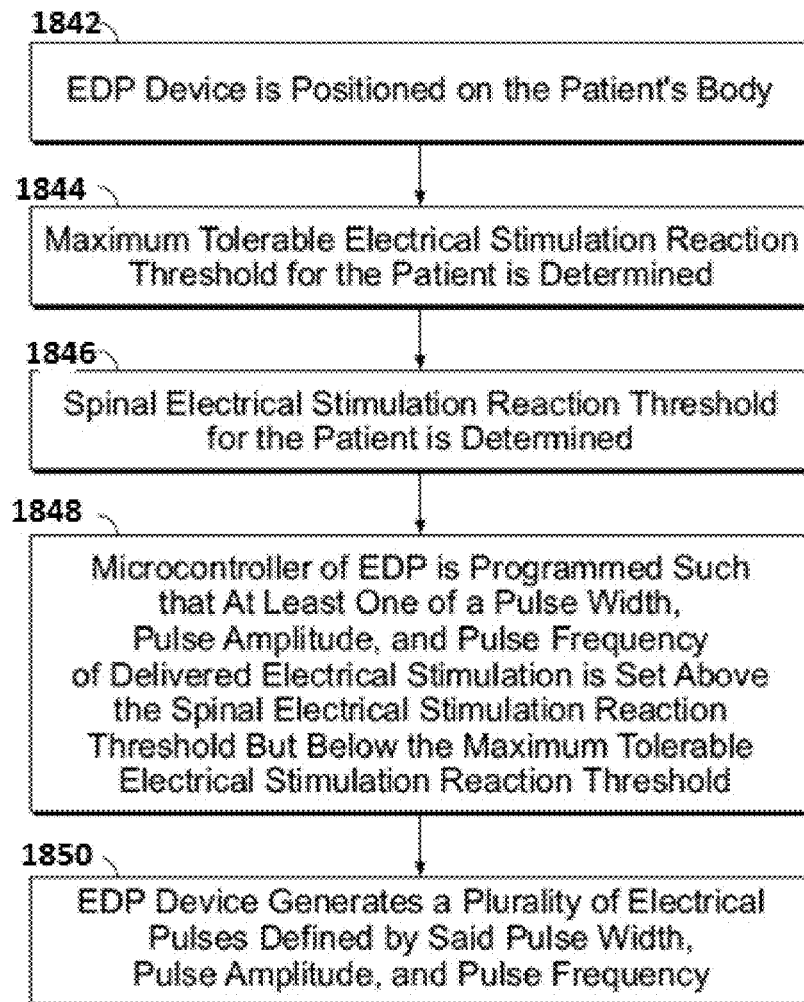 1842
EDP Device is Positioned on the Patient's Body
1844
Maximum Tolerable Electrical Stimulation Reaction
Threshold for the Patient is Determined
1846
Spinal Electrical Stimulation Reaction Threshold
for the Patient is Determined
1848
Microcontroller of EDP is Programmed Such
that At Least One of a Pulse Width,
Pulse Amplitude, and Pulse Frequency
of Delivered Electrical Stimulation is Set Above
the Spinal Electrical Stimulation Reaction
Threshold But Below the Maximum Tolerable
Electrical Stimulation Reaction Threshold
1850
EDP Device Generates a Plurality of Electrical
Pulses Defined by Said Pulse Width,
Pulse Amplitude, and Pulse Frequency